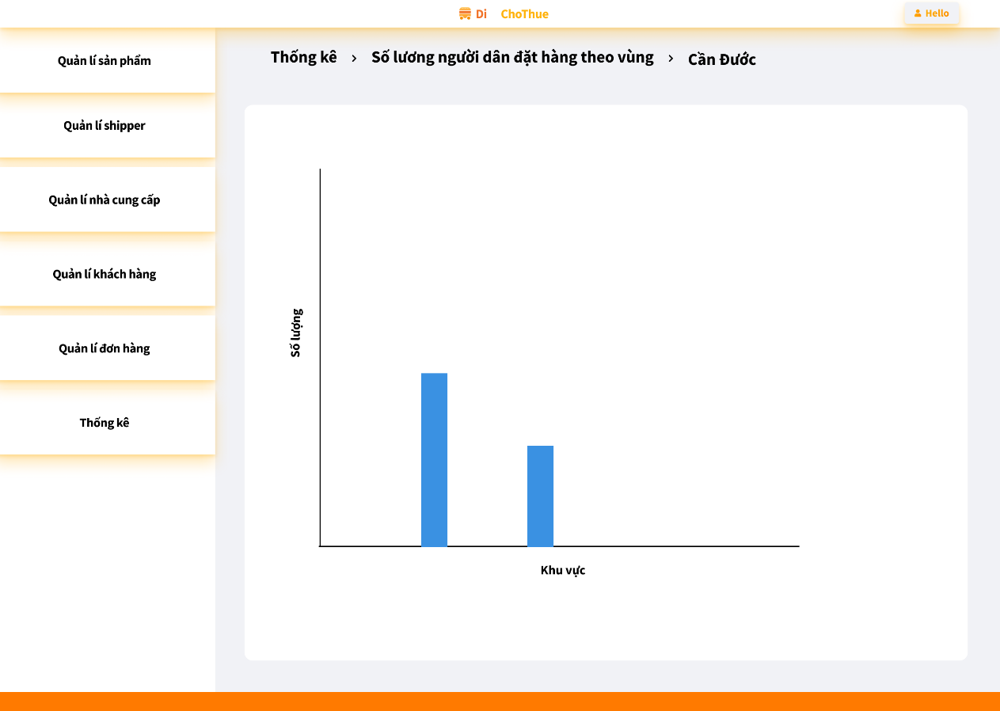 Di ChoThue
Hello
Thống kê › Số lương người dân đặt hàng theo vùng › Cần Đước
Quản lí sản phẩm
Quản lí shipper
Quản lí nhà cung cấp
Quản lí khách hàng
Quản lí đơn hàng
Thống kê
Số lượng
Khu vực